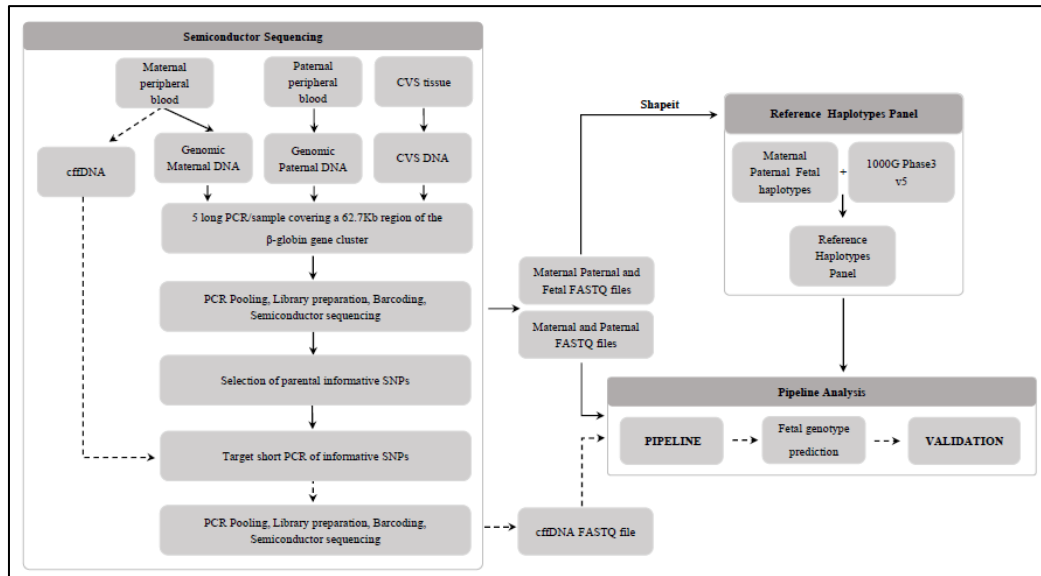 Semiconductor Sequencing
Maternal
peripheral
blood
Paternal
peripheral
blood
CVS tissue
cffDNA
Genomic
Maternal DNA
Genomic
Paternal DNA
CVS DNA
5 long PCR/sample covering a 62.7Kb region of the
β-globin gene cluster
PCR Pooling, Library preparation, Barcoding,
Semiconductor sequencing
Selection of parental informative SNPs
Target short PCR of informative SNPs
PCR Pooling, Library preparation, Barcoding,
Semiconductor sequencing
Maternal Paternal and
Fetal FASTQ files
Maternal and Paternal
FASTQ files
cffDNA FASTQ file
Shapeit
Reference Haplotypes Panel
Maternal
Paternal Fetal
haplotypes
+
1000G Phase3
v5
Reference
Haplotypes
Panel
Pipeline Analysis
PIPELINE
Fetal genotype
prediction
VALIDATION